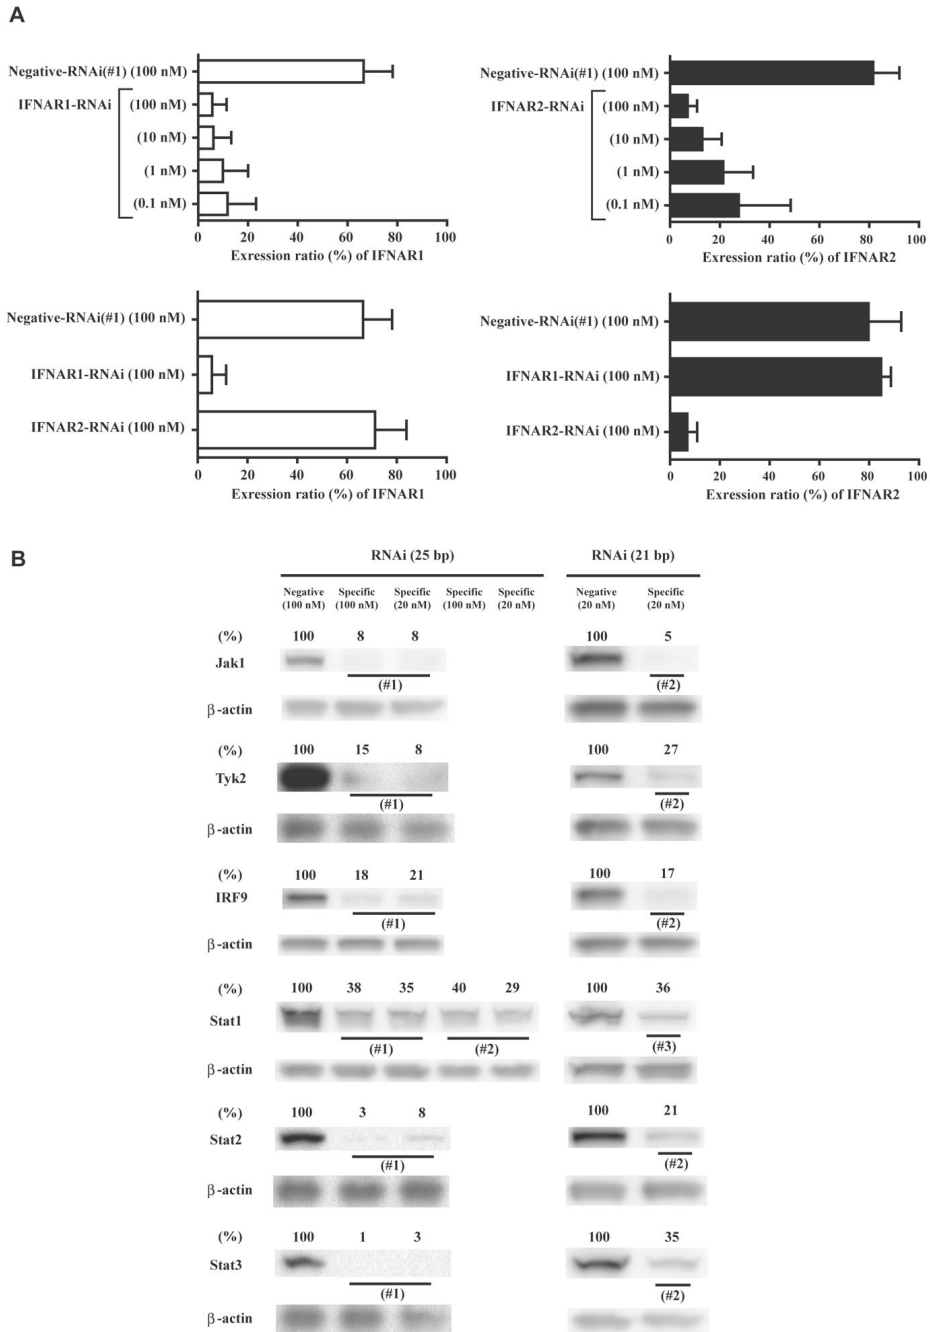 A
Negative-RNAi(#1) (100 nM)
IFNAR1-RNAi (100 nM)
(10 nM)
(1 nM)
(0.1 nM)
0 20 40 60 80 100
Exression ratio (%) of IFNAR1
Negative-RNAi(#1) (100 nM)
IFNAR2-RNAi (100 nM)
(10 nM)
(1 nM)
(0.1 nM)
0 20 40 60 80 100
Exression ratio (%) of IFNAR2
Negative-RNAi(#1) (100 nM)
IFNAR1-RNAi (100 nM)
IFNAR2-RNAi (100 nM)
0 20 40 60 80 100
Exression ratio (%) of IFNAR1
Negative-RNAi(#1) (100 nM)
IFNAR1-RNAi (100 nM)
IFNAR2-RNAi (100 nM)
0 20 40 60 80 100
Exression ratio (%) of IFNAR2
B
RNAi (25 bp) RNAi (21 bp)
Negative Specific Specific Specific Specific Negative Specific
(100 nM) (100 nM) (20 nM) (100 nM) (20 nM) (20 nM) (20 nM)
(%) 100 8 8 100 5
Jak1
(#1) (#2)
β-actin
(%) 100 15 8 100 27
Tyk2
(#1) (#2)
β-actin
(%) 100 18 21 100 17
IRF9
(#1) (#2)
β-actin
(%) 100 38 35 40 29 100 36
Stat1
(#1) (#2) (#3)
β-actin
(%) 100 3 8 100 21
Stat2
(#1) (#2)
β-actin
(%) 100 1 3 100 35
Stat3
(#1) (#2)
β-actin